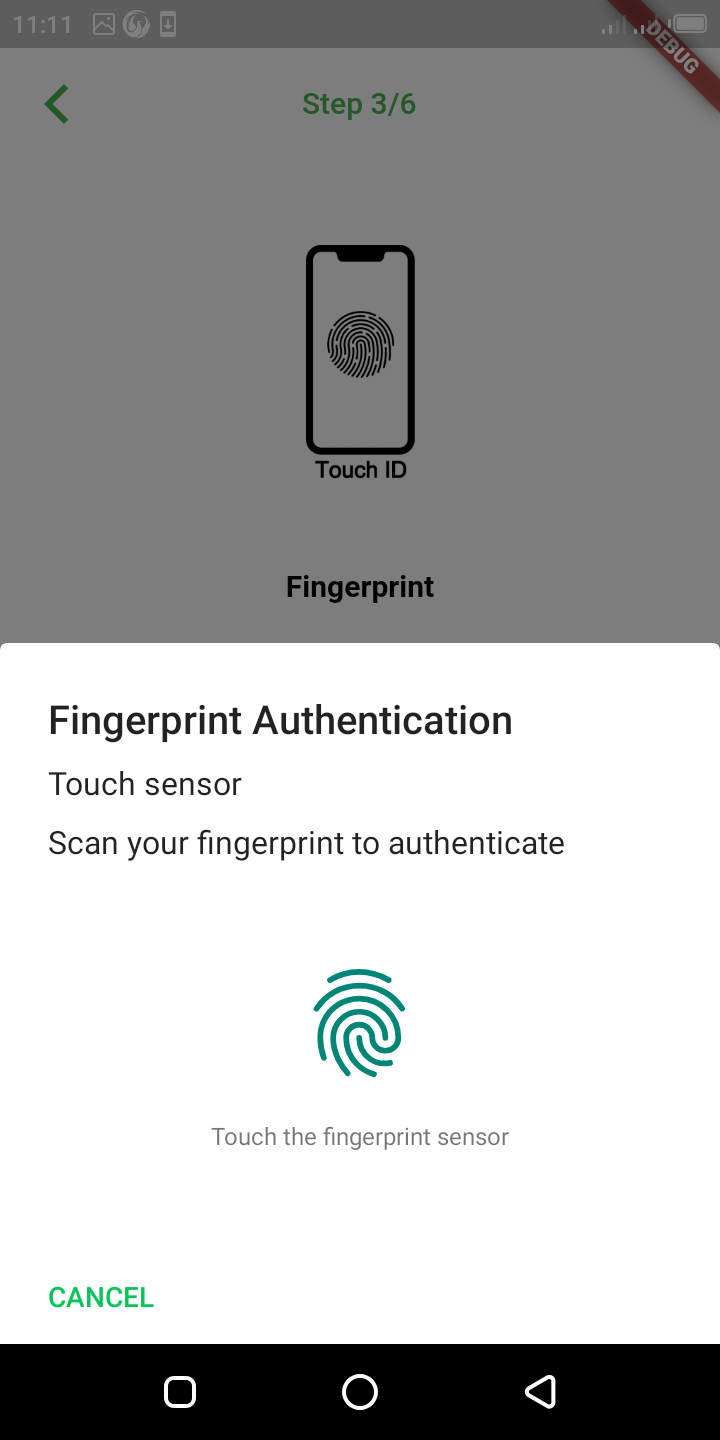 11:11
DEBUG
Step 3/6
Touch ID
Fingerprint
Fingerprint Authentication
Touch sensor
Scan your fingerprint to authenticate
Touch the fingerprint sensor
CANCEL